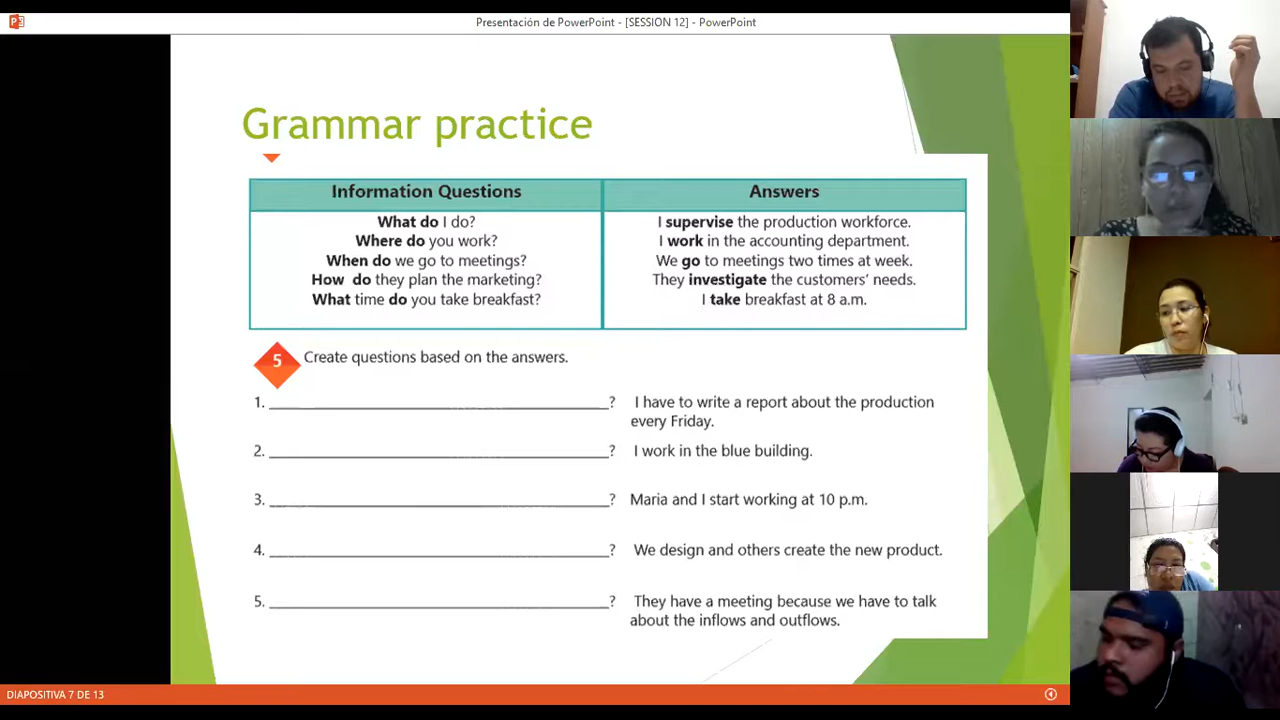 Presentación de PowerPoint - [SESSION 12] - PowerPoint
Grammar practice
Information Questions
Answers
What do I do?
I supervise the production workforce.
Where do you work?
I work in the accounting department.
When do we go to meetings?
We go to meetings two times at week.
How do they plan the marketing?
They investigate the customers' needs.
What time do you take breakfast?
I take breakfast at 8 a.m.
5 Create questions based on the answers.
1. ______________________________? I have to write a report about the production
every Friday.
2. ______________________________? I work in the blue building.
3. ______________________________? Maria and I start working at 10 p.m.
4. ______________________________? We design and others create the new product.
5. ______________________________? They have a meeting because we have to talk
about the inflows and outflows.
DIAPOSITIVA 7 DE 13